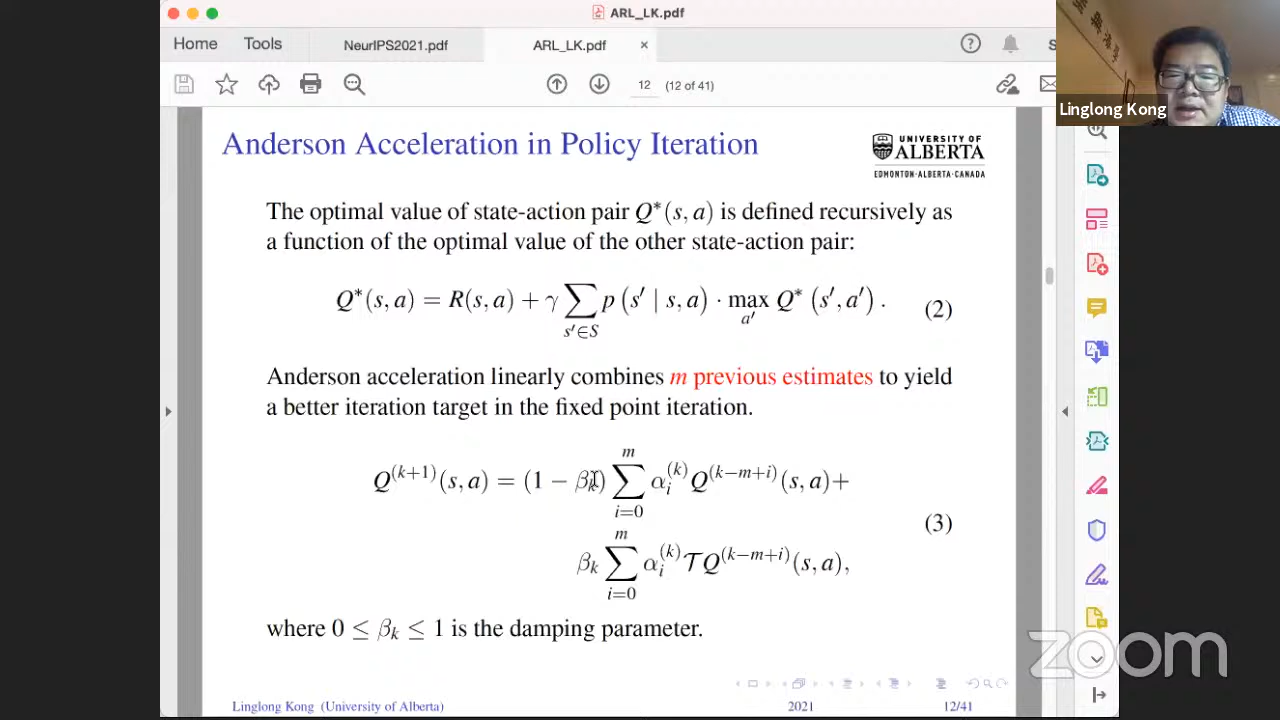 ARL_LK.pdf
Home Tools NeurIPS2021.pdf ARL_LK.pdf × ?
12 (12 of 41)
Linglong Kong
Anderson Acceleration in Policy Iteration
UNIVERSITY OF
ALBERTA
EDMONTON·ALBERTA·CANADA
The optimal value of state-action pair Q*(s, a) is defined recursively as
a function of the optimal value of the other state-action pair:
Q*(s, a) = R(s, a) + γ ∑_{s′∈S} p (s′ | s, a) · max_{a′} Q* (s′, a′) . (2)
Anderson acceleration linearly combines m previous estimates to yield
a better iteration target in the fixed point iteration.
Q^{(k+1)}(s, a) = (1 − β_k) ∑_{i=0}^{m} α_i^{(k)} Q^{(k−m+i)}(s, a)+
β_k ∑_{i=0}^{m} α_i^{(k)} 𝒯Q^{(k−m+i)}(s, a), (3)
where 0 ≤ β_k ≤ 1 is the damping parameter.
zoom
Linglong Kong (University of Alberta) 2021 12/41